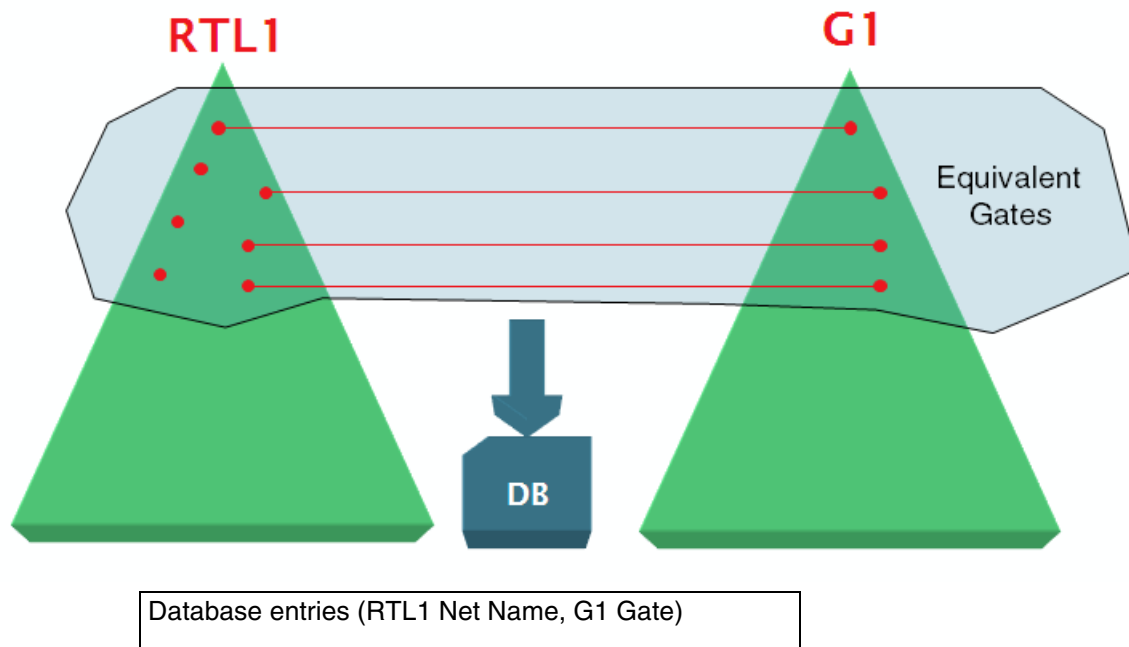 RTL1
G1
Equivalent
Gates
DB
Database entries (RTL1 Net Name, G1 Gate)